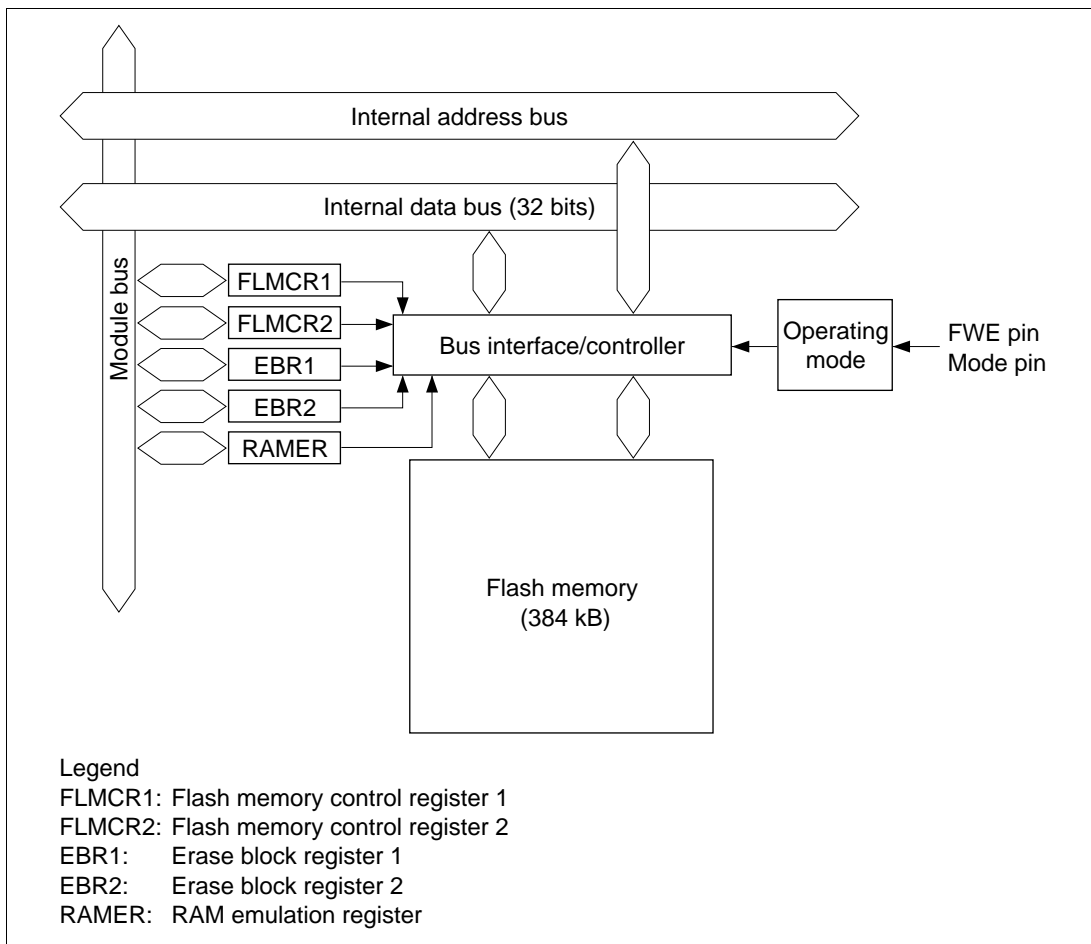 Internal address bus
Internal data bus (32 bits)
Module bus
FLMCR1
FLMCR2
EBR1
EBR2
RAMER
Bus interface/controller
Operating
mode
FWE pin
Mode pin
Flash memory
(384 kB)
Legend
FLMCR1: Flash memory control register 1
FLMCR2: Flash memory control register 2
EBR1: Erase block register 1
EBR2: Erase block register 2
RAMER: RAM emulation register